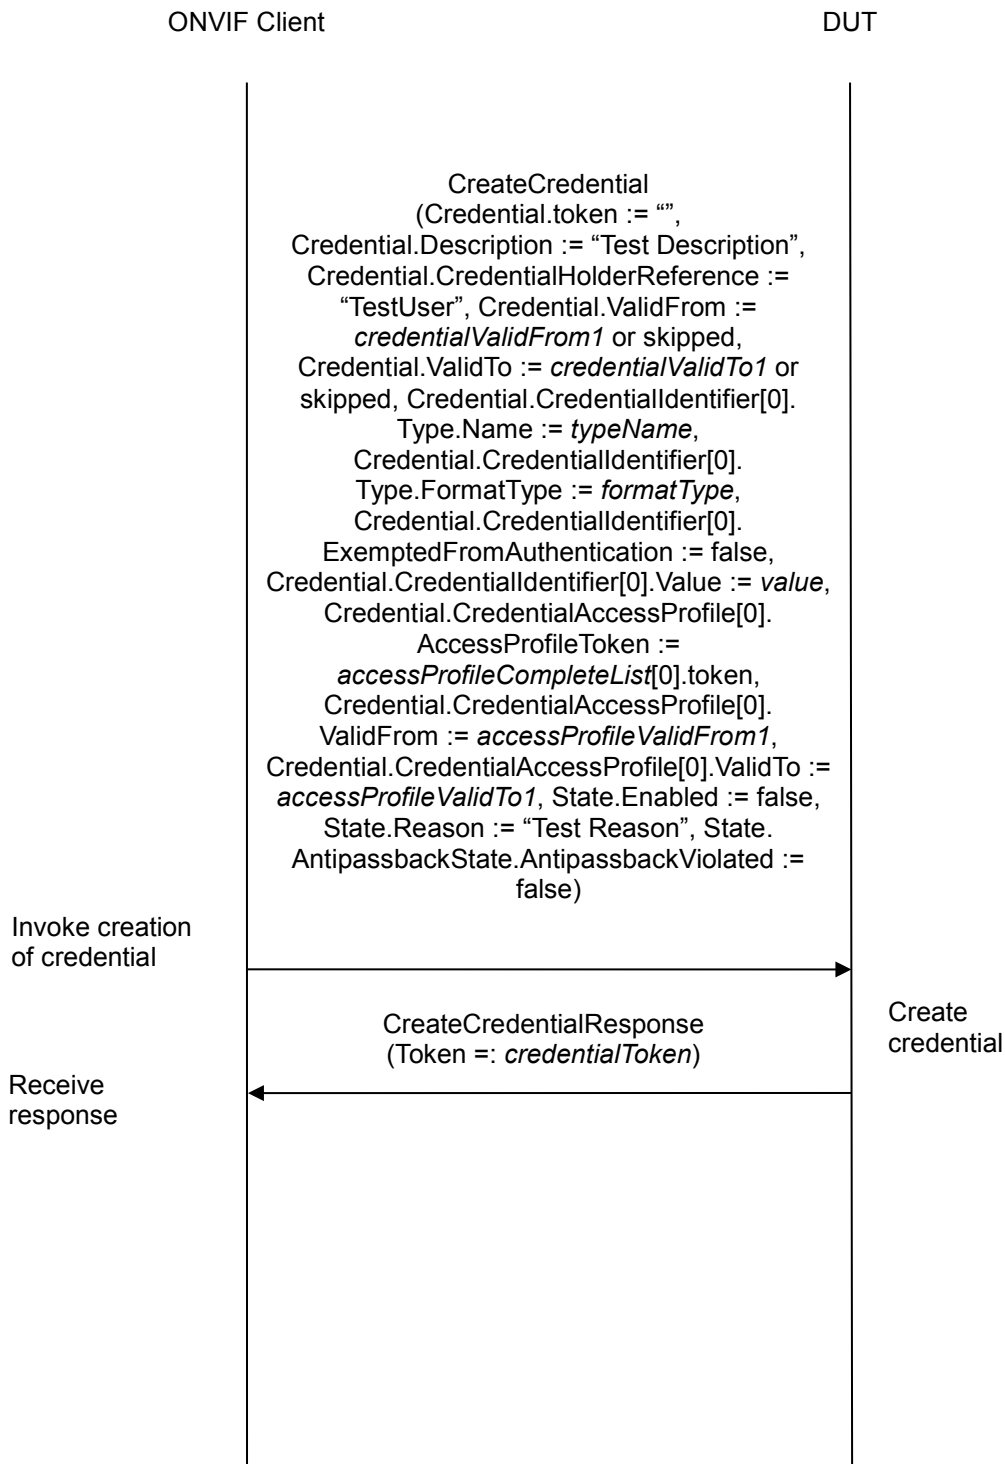 ONVIF Client
DUT
CreateCredential
(Credential.token := “”,
Credential.Description := “Test Description”,
Credential.CredentialHolderReference :=
“TestUser”, Credential.ValidFrom :=
credentialValidFrom1 or skipped,
Credential.ValidTo := credentialValidTo1 or
skipped, Credential.CredentialIdentifier[0].
Type.Name := typeName,
Credential.CredentialIdentifier[0].
Type.FormatType := formatType,
Credential.CredentialIdentifier[0].
ExemptedFromAuthentication := false,
Credential.CredentialIdentifier[0].Value := value,
Credential.CredentialAccessProfile[0].
AccessProfileToken :=
accessProfileCompleteList[0].token,
Credential.CredentialAccessProfile[0].
ValidFrom := accessProfileValidFrom1,
Credential.CredentialAccessProfile[0].ValidTo :=
accessProfileValidTo1, State.Enabled := false,
State.Reason := “Test Reason”, State.
AntipassbackState.AntipassbackViolated :=
false)
Invoke creation
of credential
CreateCredentialResponse
(Token =: credentialToken)
Create
credential
Receive
response